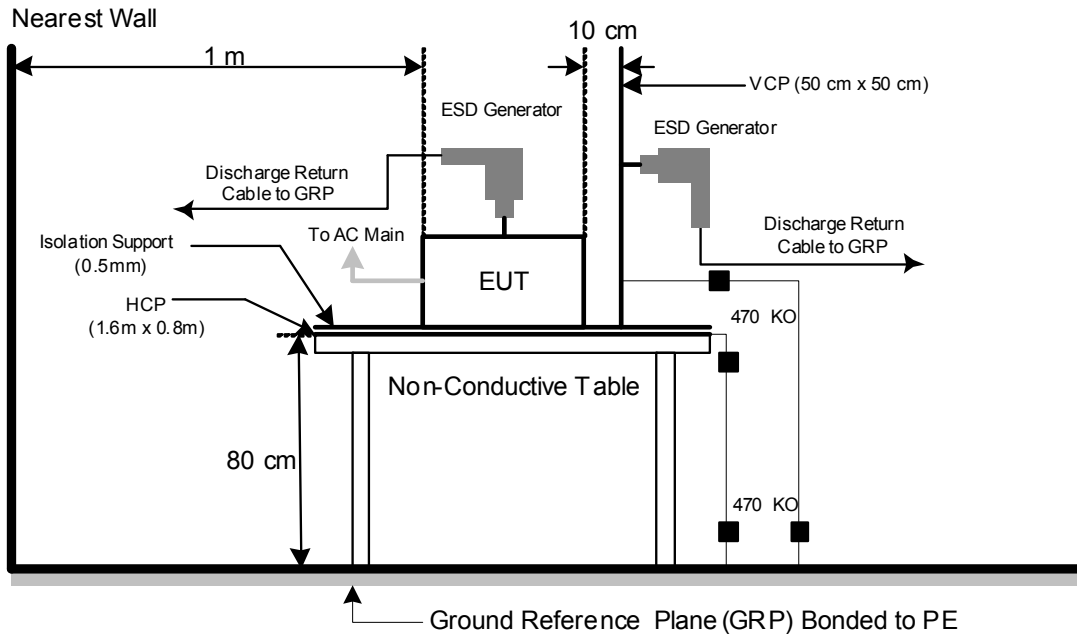 Nearest Wall
1 m
10 cm
VCP (50 cm x 50 cm)
ESD Generator
ESD Generator
Discharge Return
Cable to GRP
Discharge Return
Cable to GRP
To AC Main
Isolation Support
(0.5mm)
EUT
HCP
(1.6m x 0.8m)
470 KO
Non-Conductive Table
80 cm
470 KO
Ground Reference Plane (GRP) Bonded to PE